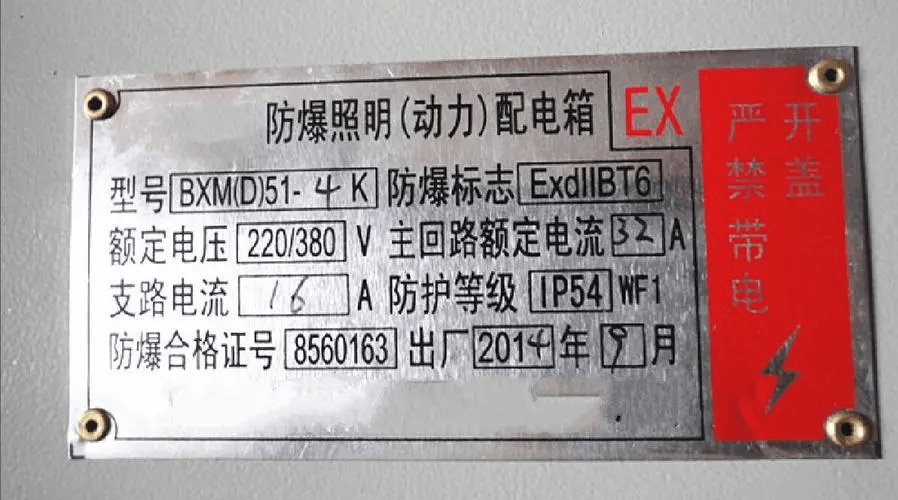 防爆照明(动力)配电箱 EX
型号 BXM(D)51-4K 防爆标志 ExdIIBT6
额定电压 220/380 V 主回路额定电流 32 A
支路电流 16 A 防护等级 IP54 WF1
防爆合格证号 8560163 出厂 2014 年 9 月
严禁带电
开盖